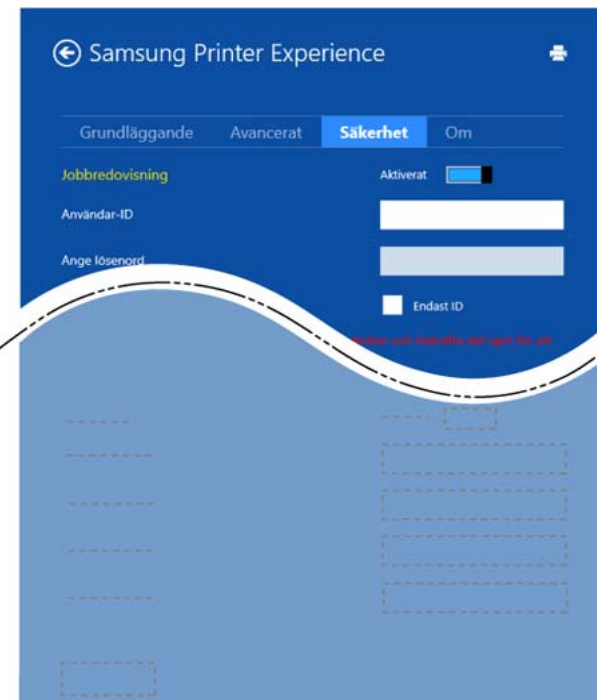 Samsung Printer Experience
Grundläggande Avancerat Säkerhet Om
Jobbredovisning Aktiverat
Användar-ID
Ange lösenord
Endast ID